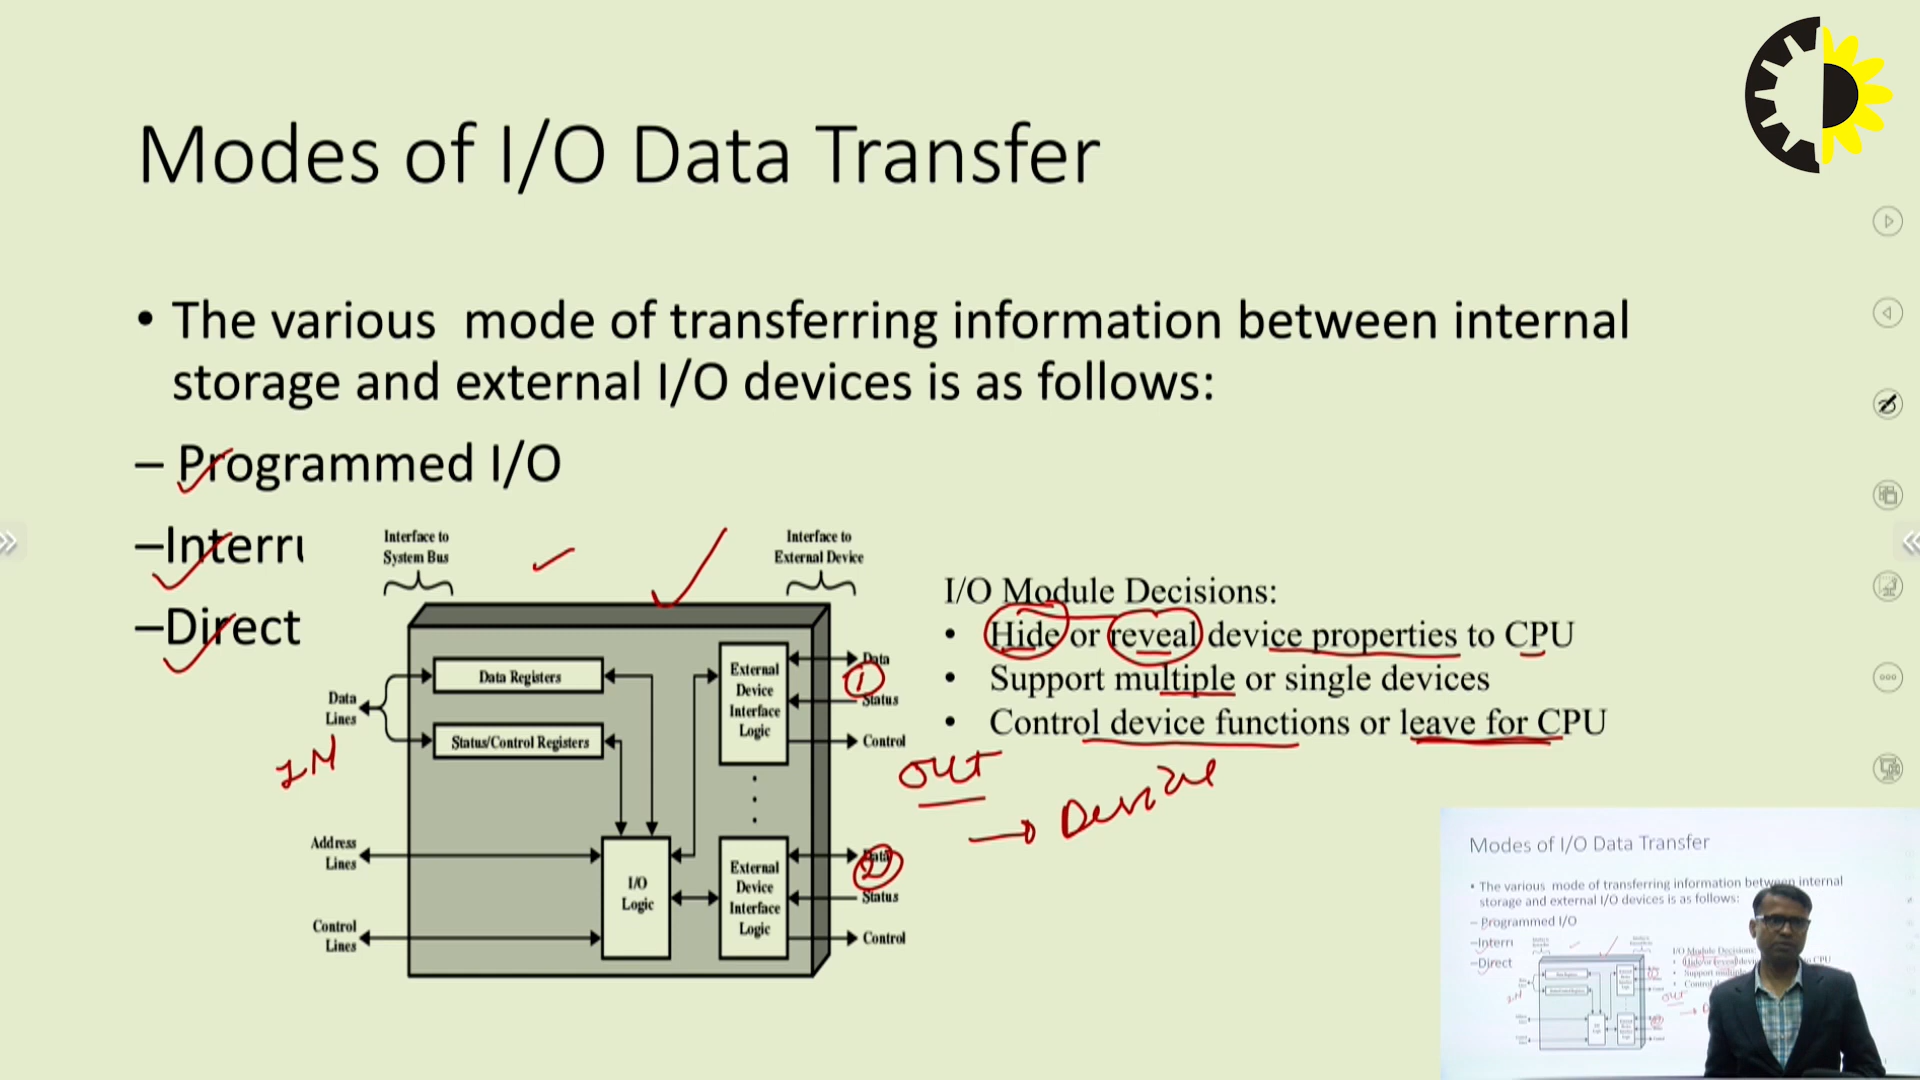 Modes of I/O Data Transfer
• The various mode of transferring information between internal
storage and external I/O devices is as follows:
– Programmed I/O
–Interru
–Direct
Interface to
System Bus
Interface to
External Device
Data
Lines
Data Registers
Status/Control Registers
External
Device
Interface
Logic
Data
Status
Control
1
IN
Address
Lines
I/O
Logic
Control
Lines
External
Device
Interface
Logic
Data
Status
Control
2
I/O Module Decisions:
• Hide or reveal device properties to CPU
• Support multiple or single devices
• Control device functions or leave for CPU
OUT
→ Device
Modes of I/O Data Transfer
• The various mode of transferring information between internal
storage and external I/O devices is as follows:
– Programmed I/O
–Interru
–Direct